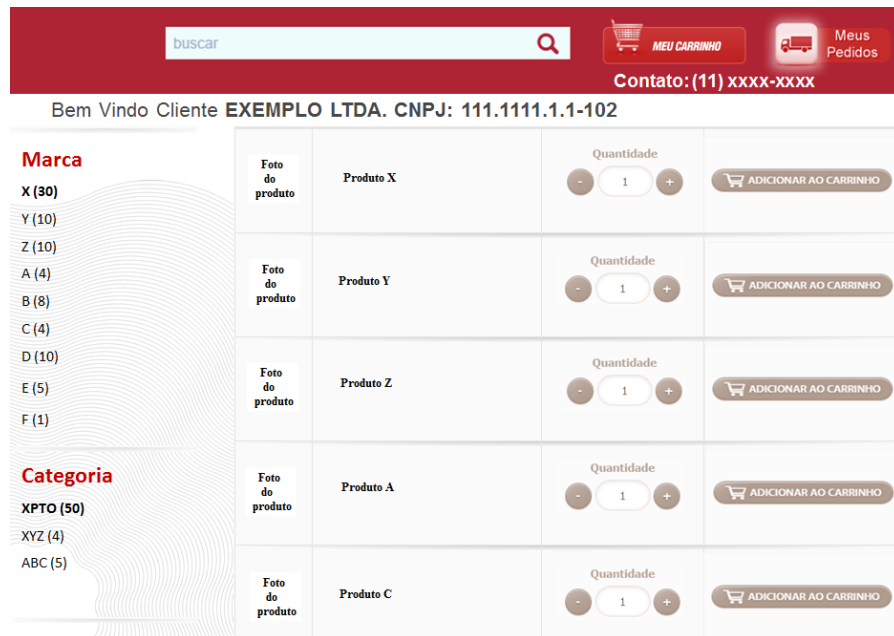 buscar
MEU CARRINHO
Meus
Pedidos
Contato: (11) xxxx-xxxx
Bem Vindo Cliente EXEMPLO LTDA. CNPJ: 111.1111.1.1-102
Marca
X (30)
Y (10)
Z (10)
A (4)
B (8)
C (4)
D (10)
E (5)
F (1)
Categoria
XPTO (50)
XYZ (4)
ABC (5)
Foto
do
produto
Produto X
Quantidade
- 1 +
ADICIONAR AO CARRINHO
Foto
do
produto
Produto Y
Quantidade
- 1 +
ADICIONAR AO CARRINHO
Foto
do
produto
Produto Z
Quantidade
- 1 +
ADICIONAR AO CARRINHO
Foto
do
produto
Produto A
Quantidade
- 1 +
ADICIONAR AO CARRINHO
Foto
do
produto
Produto C
Quantidade
- 1 +
ADICIONAR AO CARRINHO